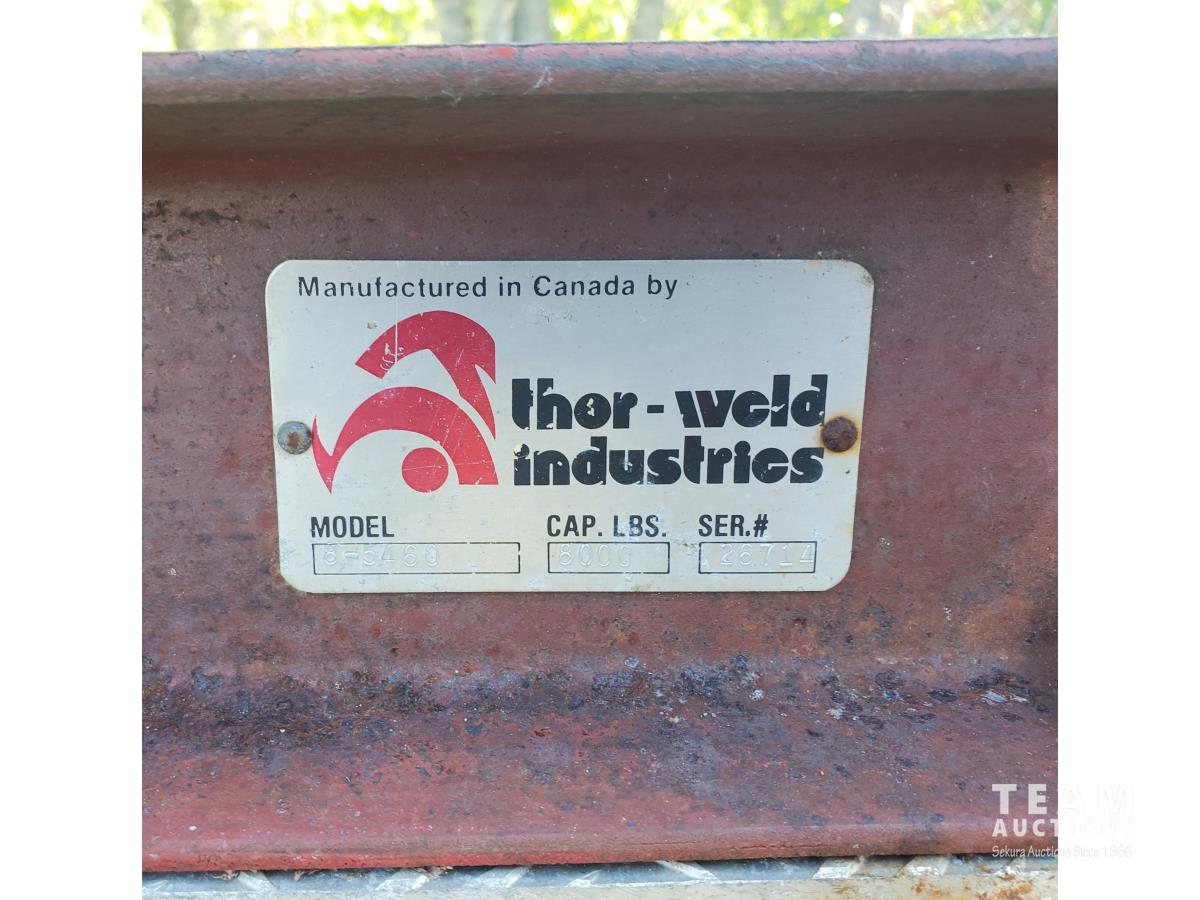 Manufactured in Canada by
thor-weld
industries
MODEL CAP. LBS. SER.#
8-5460 8000 26714
TEAM
AUCTIONS
Sekura Auctions Since 1966